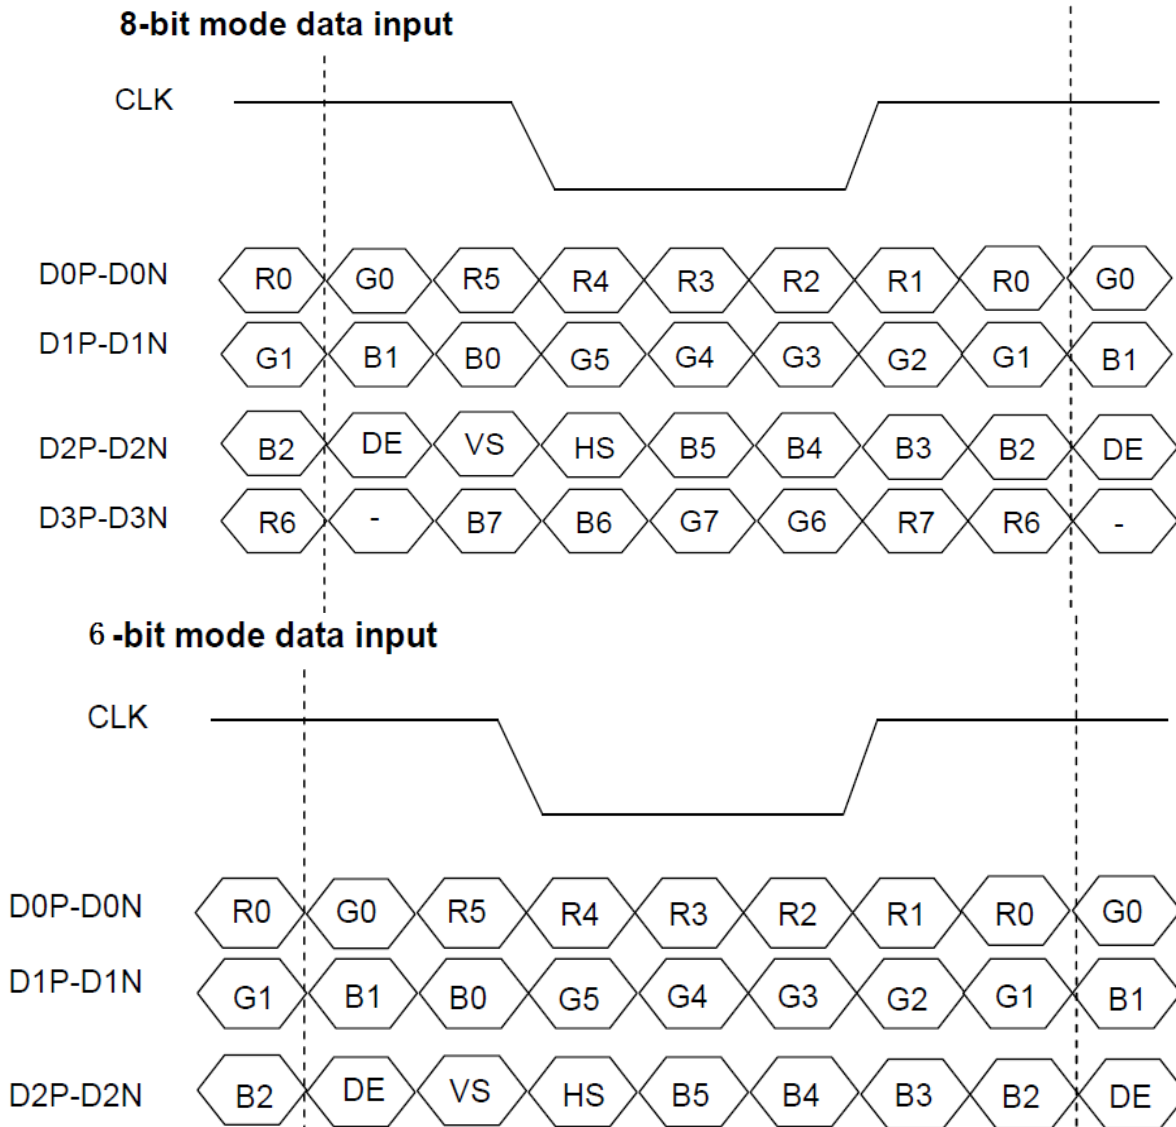 8-bit mode data input
CLK
D0P-D0N R0 G0 R5 R4 R3 R2 R1 R0 G0
D1P-D1N G1 B1 B0 G5 G4 G3 G2 G1 B1
D2P-D2N B2 DE VS HS B5 B4 B3 B2 DE
D3P-D3N R6 - B7 B6 G7 G6 R7 R6 -
6 -bit mode data input
CLK
D0P-D0N R0 G0 R5 R4 R3 R2 R1 R0 G0
D1P-D1N G1 B1 B0 G5 G4 G3 G2 G1 B1
D2P-D2N B2 DE VS HS B5 B4 B3 B2 DE